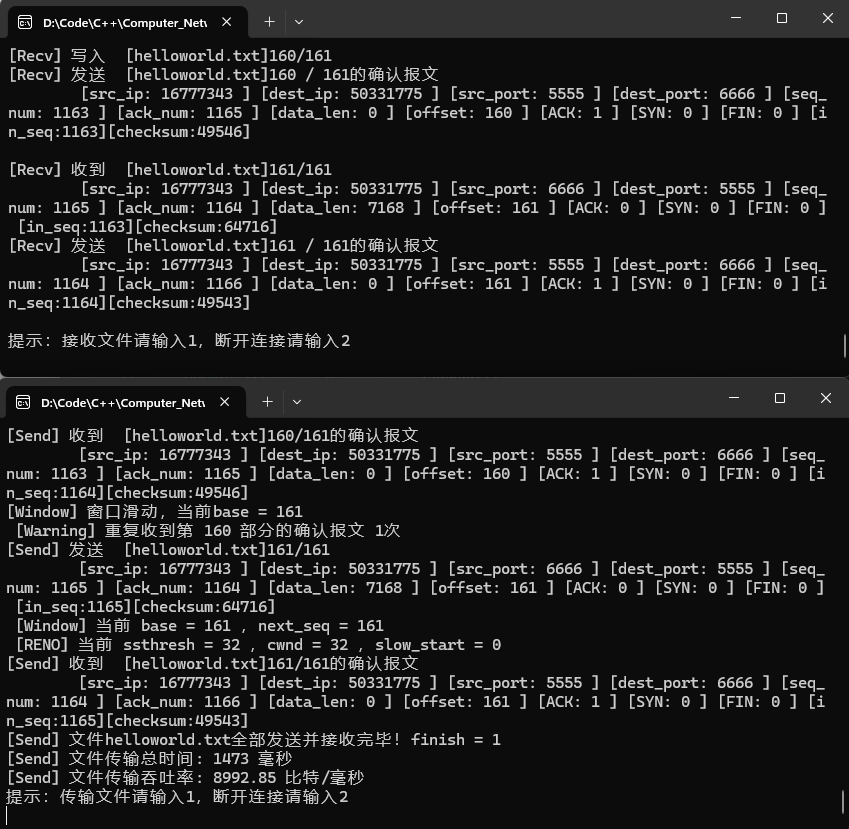 D:\Code\C++\Computer_Netv
[Recv] 写入  [helloworld.txt]160/161
[Recv] 发送  [helloworld.txt]160 / 161的确认报文
[src_ip: 16777343 ] [dest_ip: 50331775 ] [src_port: 5555 ] [dest_port: 6666 ] [seq_
num: 1163 ] [ack_num: 1165 ] [data_len: 0 ] [offset: 160 ] [ACK: 1 ] [SYN: 0 ] [FIN: 0 ] [i
n_seq:1163][checksum:49546]
[Recv] 收到  [helloworld.txt]161/161
[src_ip: 16777343 ] [dest_ip: 50331775 ] [src_port: 6666 ] [dest_port: 5555 ] [seq_
num: 1165 ] [ack_num: 1164 ] [data_len: 7168 ] [offset: 161 ] [ACK: 0 ] [SYN: 0 ] [FIN: 0 ]
[in_seq:1163][checksum:64716]
[Recv] 发送  [helloworld.txt]161 / 161的确认报文
[src_ip: 16777343 ] [dest_ip: 50331775 ] [src_port: 5555 ] [dest_port: 6666 ] [seq_
num: 1164 ] [ack_num: 1166 ] [data_len: 0 ] [offset: 161 ] [ACK: 1 ] [SYN: 0 ] [FIN: 0 ] [i
n_seq:1164][checksum:49543]
提示：接收文件请输入1，断开连接请输入2
D:\Code\C++\Computer_Netv
[Send] 收到  [helloworld.txt]160/161的确认报文
[src_ip: 16777343 ] [dest_ip: 50331775 ] [src_port: 5555 ] [dest_port: 6666 ] [seq_
num: 1163 ] [ack_num: 1165 ] [data_len: 0 ] [offset: 160 ] [ACK: 1 ] [SYN: 0 ] [FIN: 0 ] [i
n_seq:1164][checksum:49546]
[Window] 窗口滑动，当前base = 161
[Warning] 重复收到第 160 部分的确认报文 1次
[Send] 发送  [helloworld.txt]161/161
[src_ip: 16777343 ] [dest_ip: 50331775 ] [src_port: 6666 ] [dest_port: 5555 ] [seq_
num: 1165 ] [ack_num: 1164 ] [data_len: 7168 ] [offset: 161 ] [ACK: 0 ] [SYN: 0 ] [FIN: 0 ]
[in_seq:1165][checksum:64716]
[Window] 当前 base = 161 , next_seq = 161
[RENO] 当前 ssthresh = 32 , cwnd = 32 , slow_start = 0
[Send] 收到  [helloworld.txt]161/161的确认报文
[src_ip: 16777343 ] [dest_ip: 50331775 ] [src_port: 5555 ] [dest_port: 6666 ] [seq_
num: 1164 ] [ack_num: 1166 ] [data_len: 0 ] [offset: 161 ] [ACK: 1 ] [SYN: 0 ] [FIN: 0 ] [i
n_seq:1165][checksum:49543]
[Send] 文件helloworld.txt全部发送并接收完毕！finish = 1
[Send] 文件传输总时间：1473 毫秒
[Send] 文件传输吞吐率：8992.85 比特/毫秒
提示：传输文件请输入1，断开连接请输入2